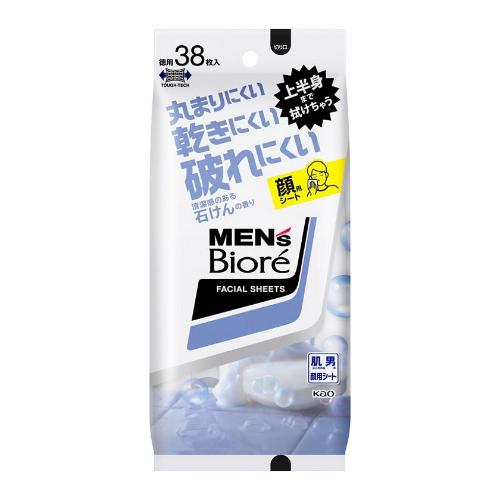 切り口
徳用38枚入
TOUGH-TECH
丸まりにくい
乾きにくい
破れにくい
上半身
まで
拭けちゃう
顔用
シート
清潔感のある
石けんの香り
MEN's
Bioré
FACIAL SHEETS
肌男
顔用シート
Kao